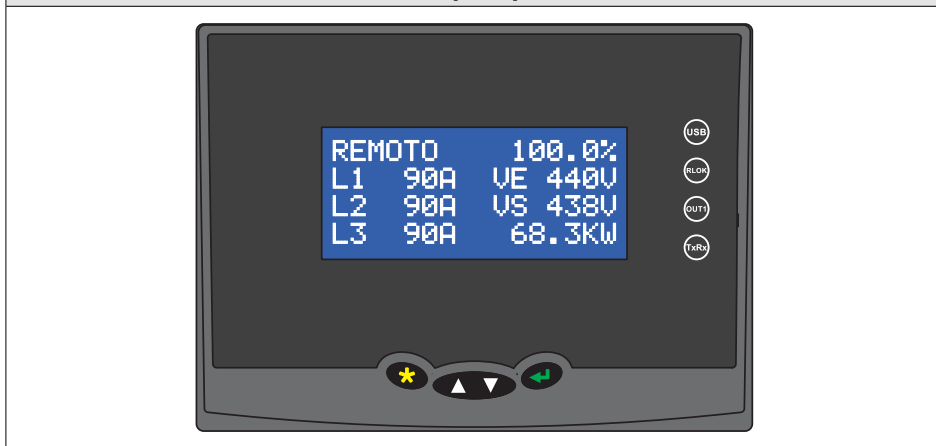 REMOTO 100.0%
L1 90A VE 440V
L2 90A VS 438V
L3 90A 68.3KW
USB
RLOK
OUT1
TxRx